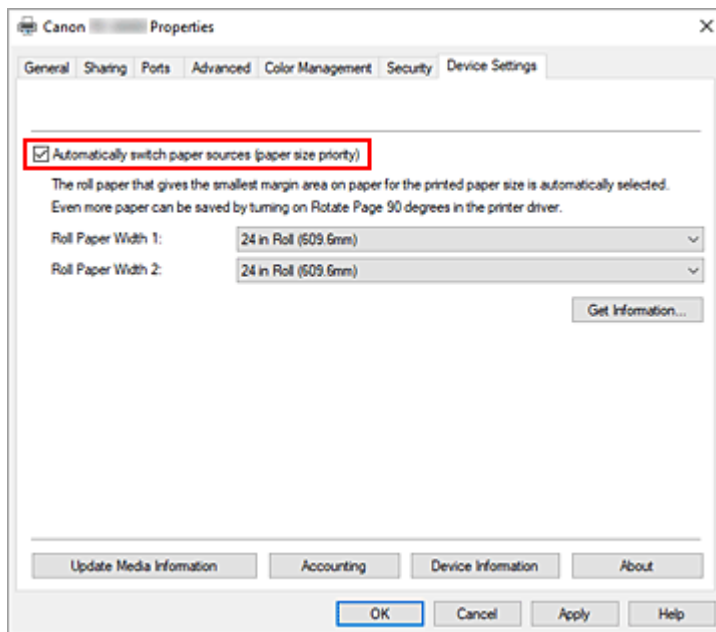 Canon Properties
General Sharing Ports Advanced Color Management Security Device Settings
Automatically switch paper sources (paper size priority)
The roll paper that gives the smallest margin area on paper for the printed paper size is automatically selected.
Even more paper can be saved by turning on Rotate Page 90 degrees in the printer driver.
Roll Paper Width 1: 24 in Roll (609.6mm)
Roll Paper Width 2: 24 in Roll (609.6mm)
Get Information...
Update Media Information Accounting Device Information About
OK Cancel Apply Help